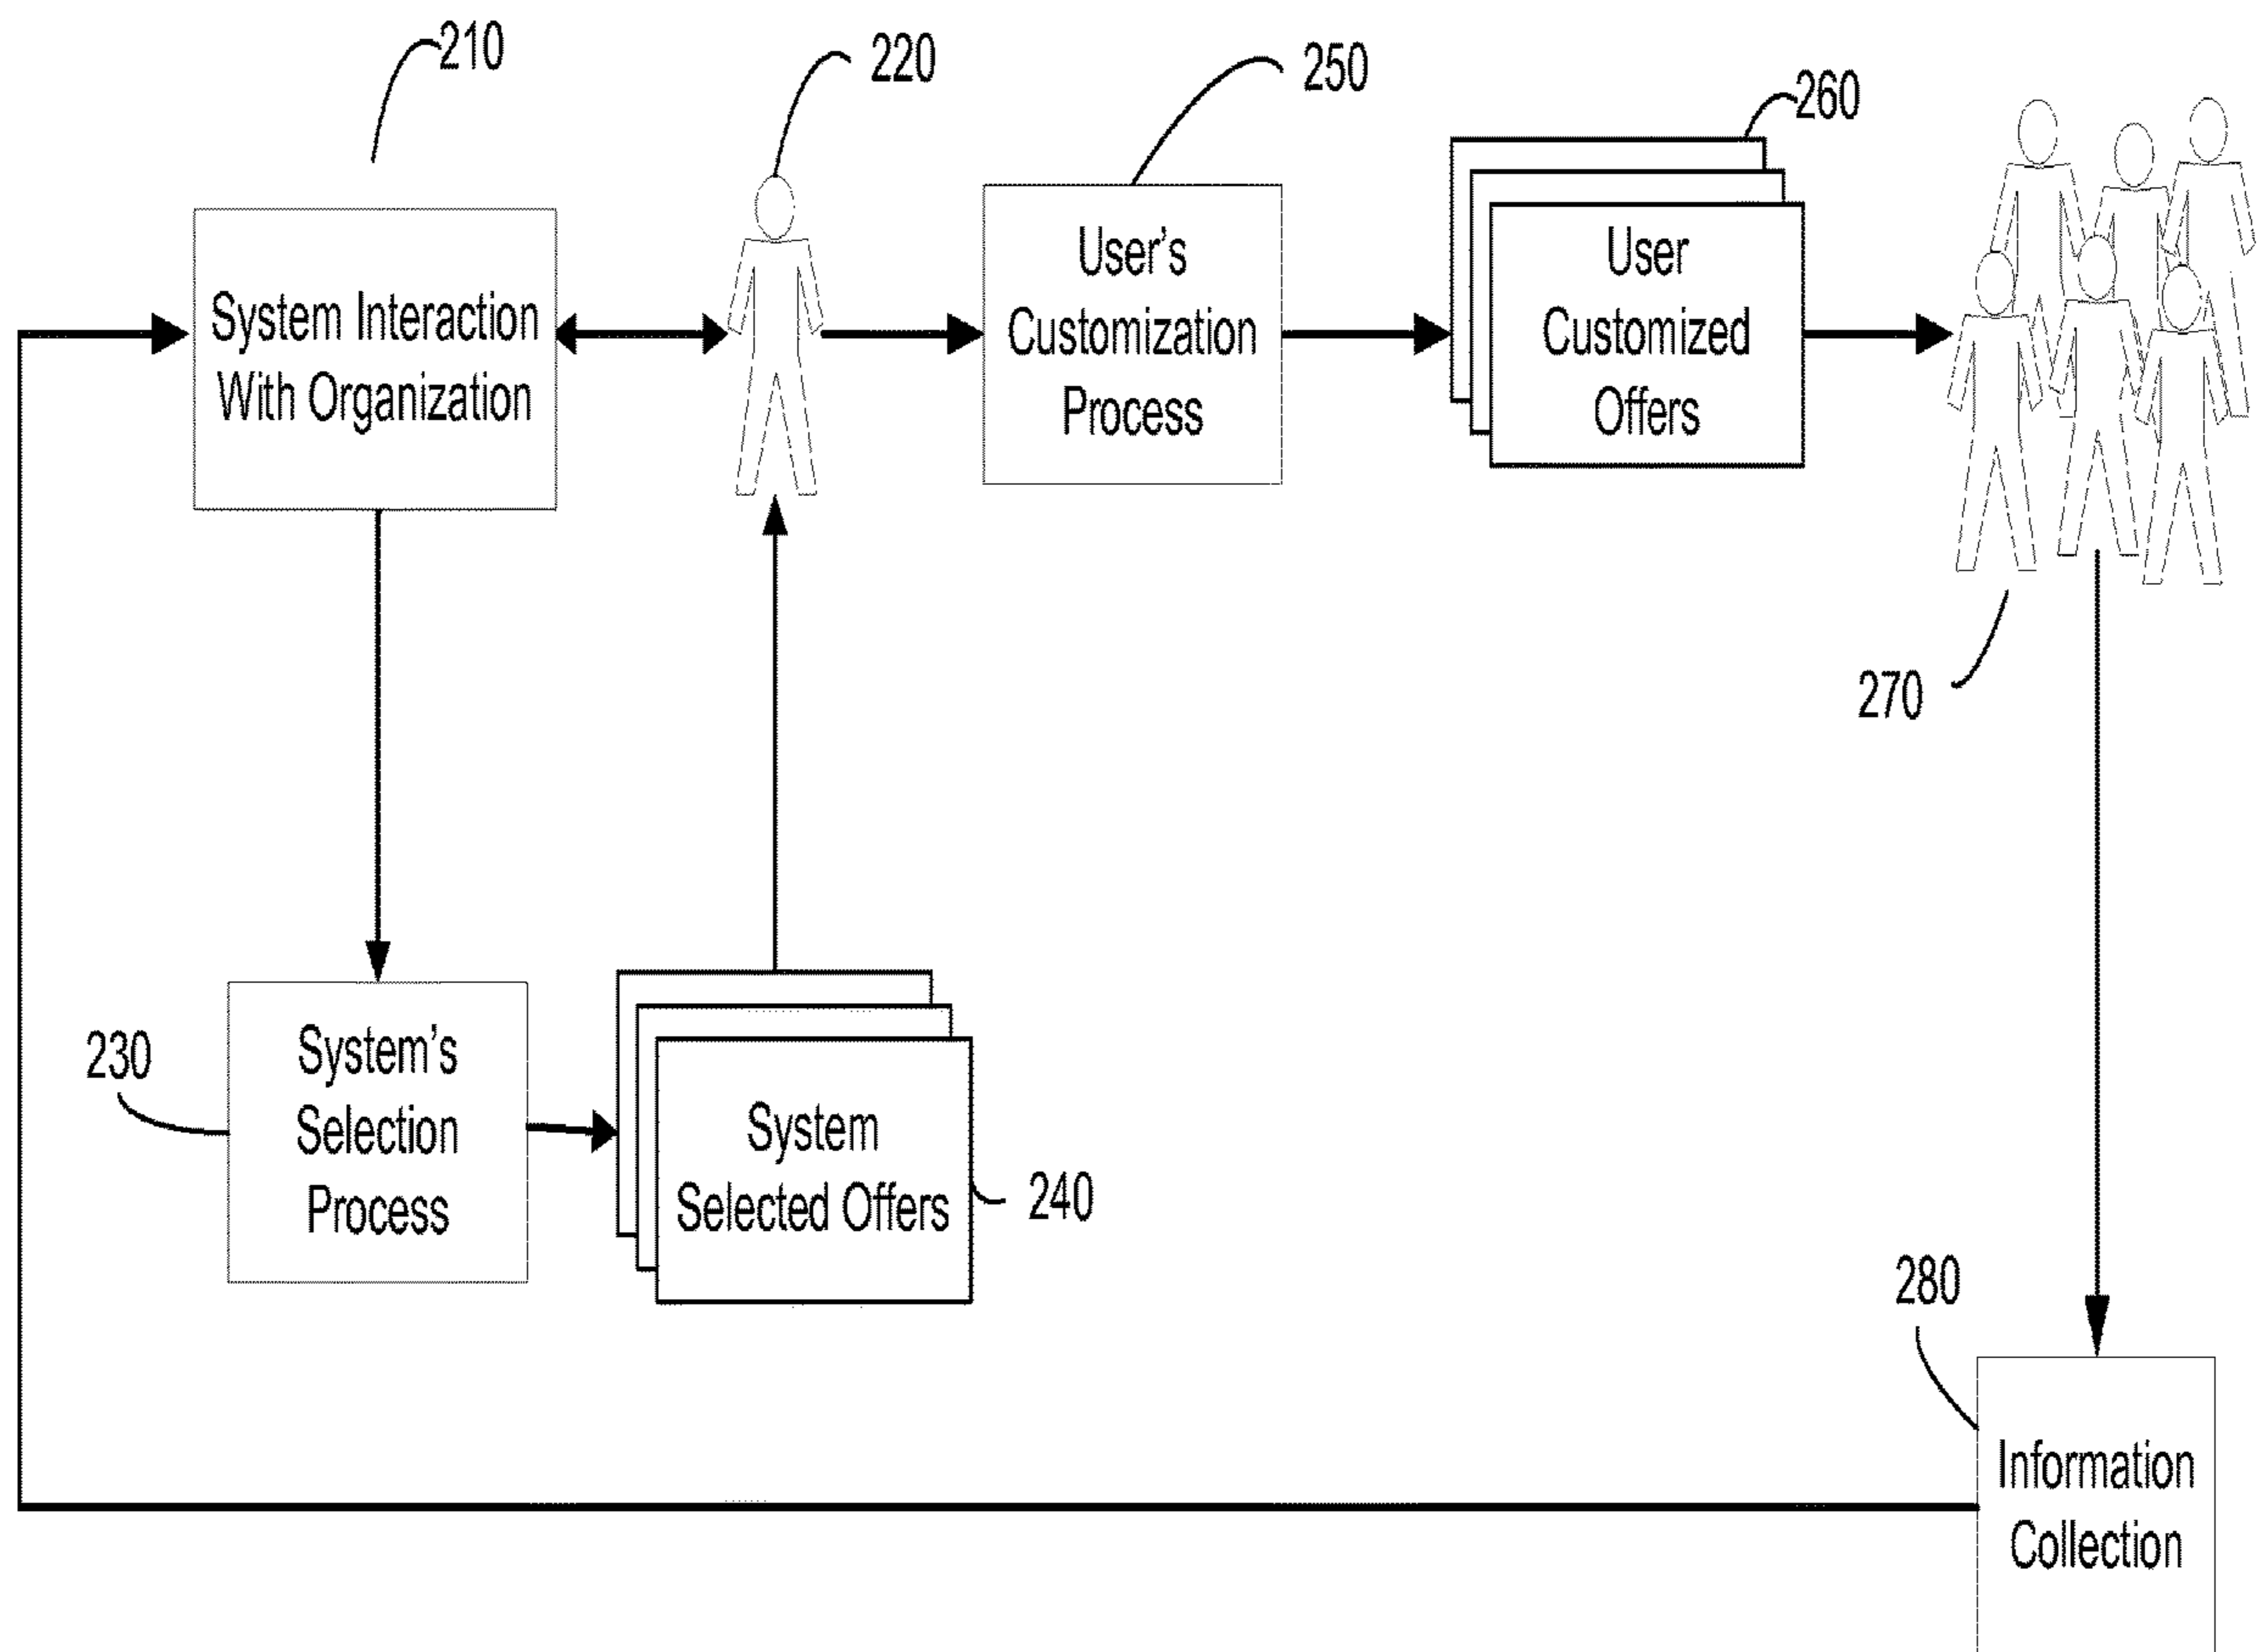 210
220
250
260
System Interaction
With Organization
User's
Customization
Process
User
Customized
Offers
270
230
System's
Selection
Process
System
Selected Offers
240
280
Information
Collection